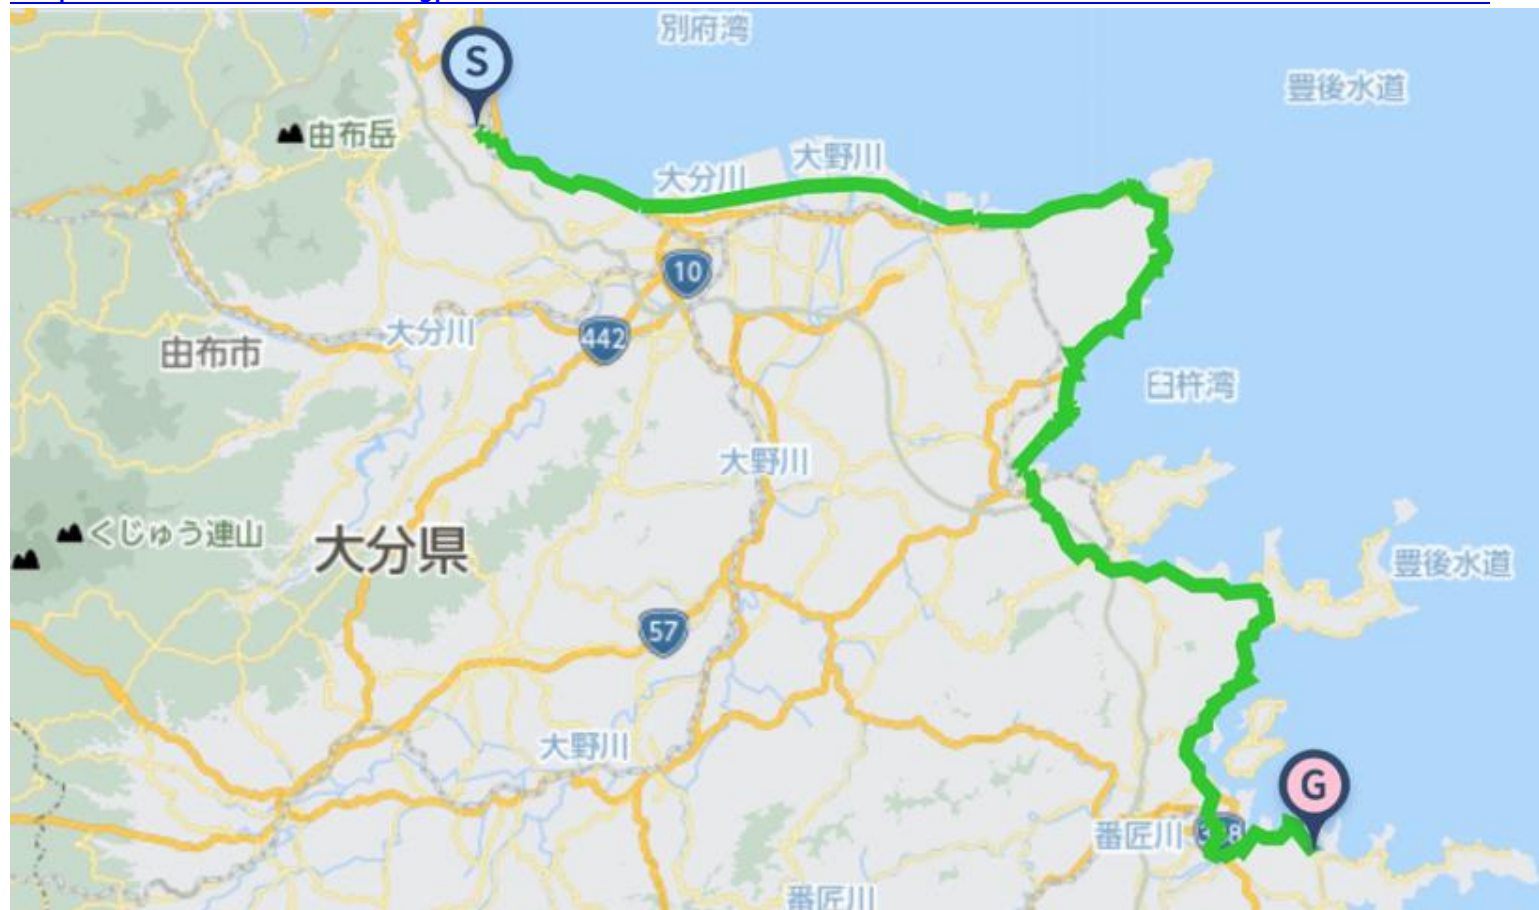 別府湾
S
豊後水道
由布岳
大野川
大分川
10
442
大分川
由布市
臼杵湾
大野川
くじゅう連山
大分県
豊後水道
57
大野川
G
番匠川
番匠川